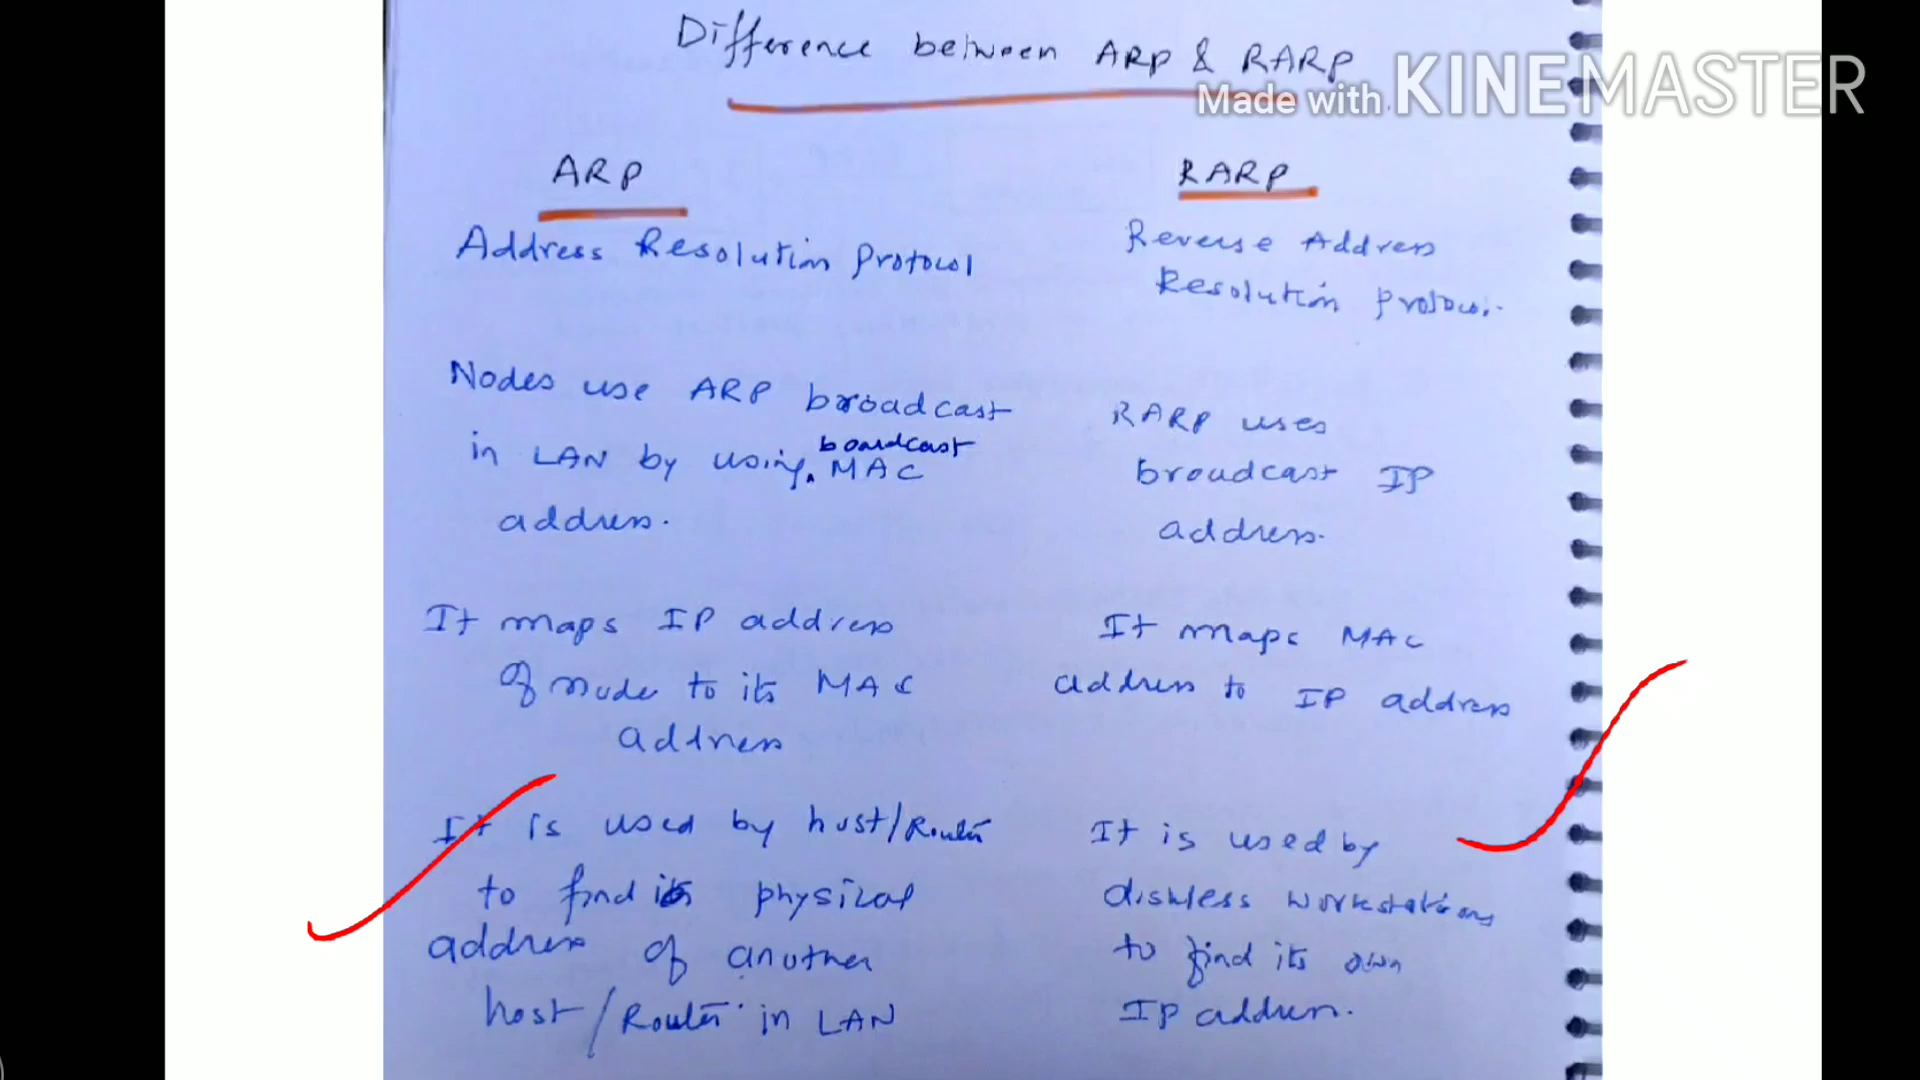 Difference between ARP & RARP
Made with KINEMASTER
ARP
Address Resolution Protocol
Nodes use ARP broadcast
in LAN by using boardcast MAC
address.
It maps IP address
of node to its MAC
address
It is used by host/Router
to find its physical
address of another
host/Router in LAN
RARP
Reverse Address
Resolution protocol.
RARP uses
broadcast IP
address.
It maps MAC
address to IP address
It is used by
diskless workstations
to find its own
IP address.